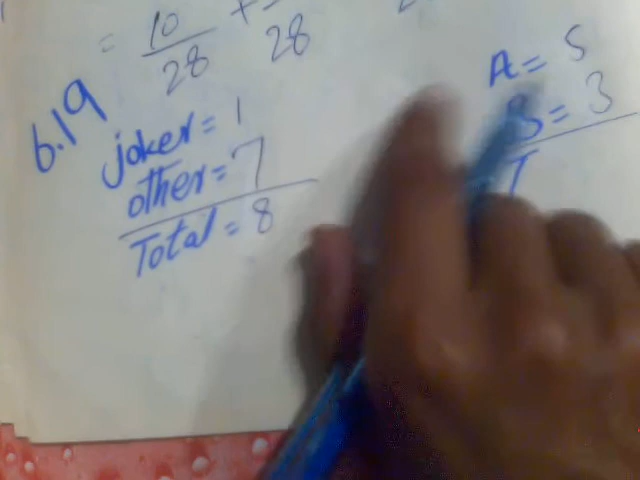 = 10/28 + /28
6.19
joker = 1
other = 7
Total = 8
A = 5
B = 3
T